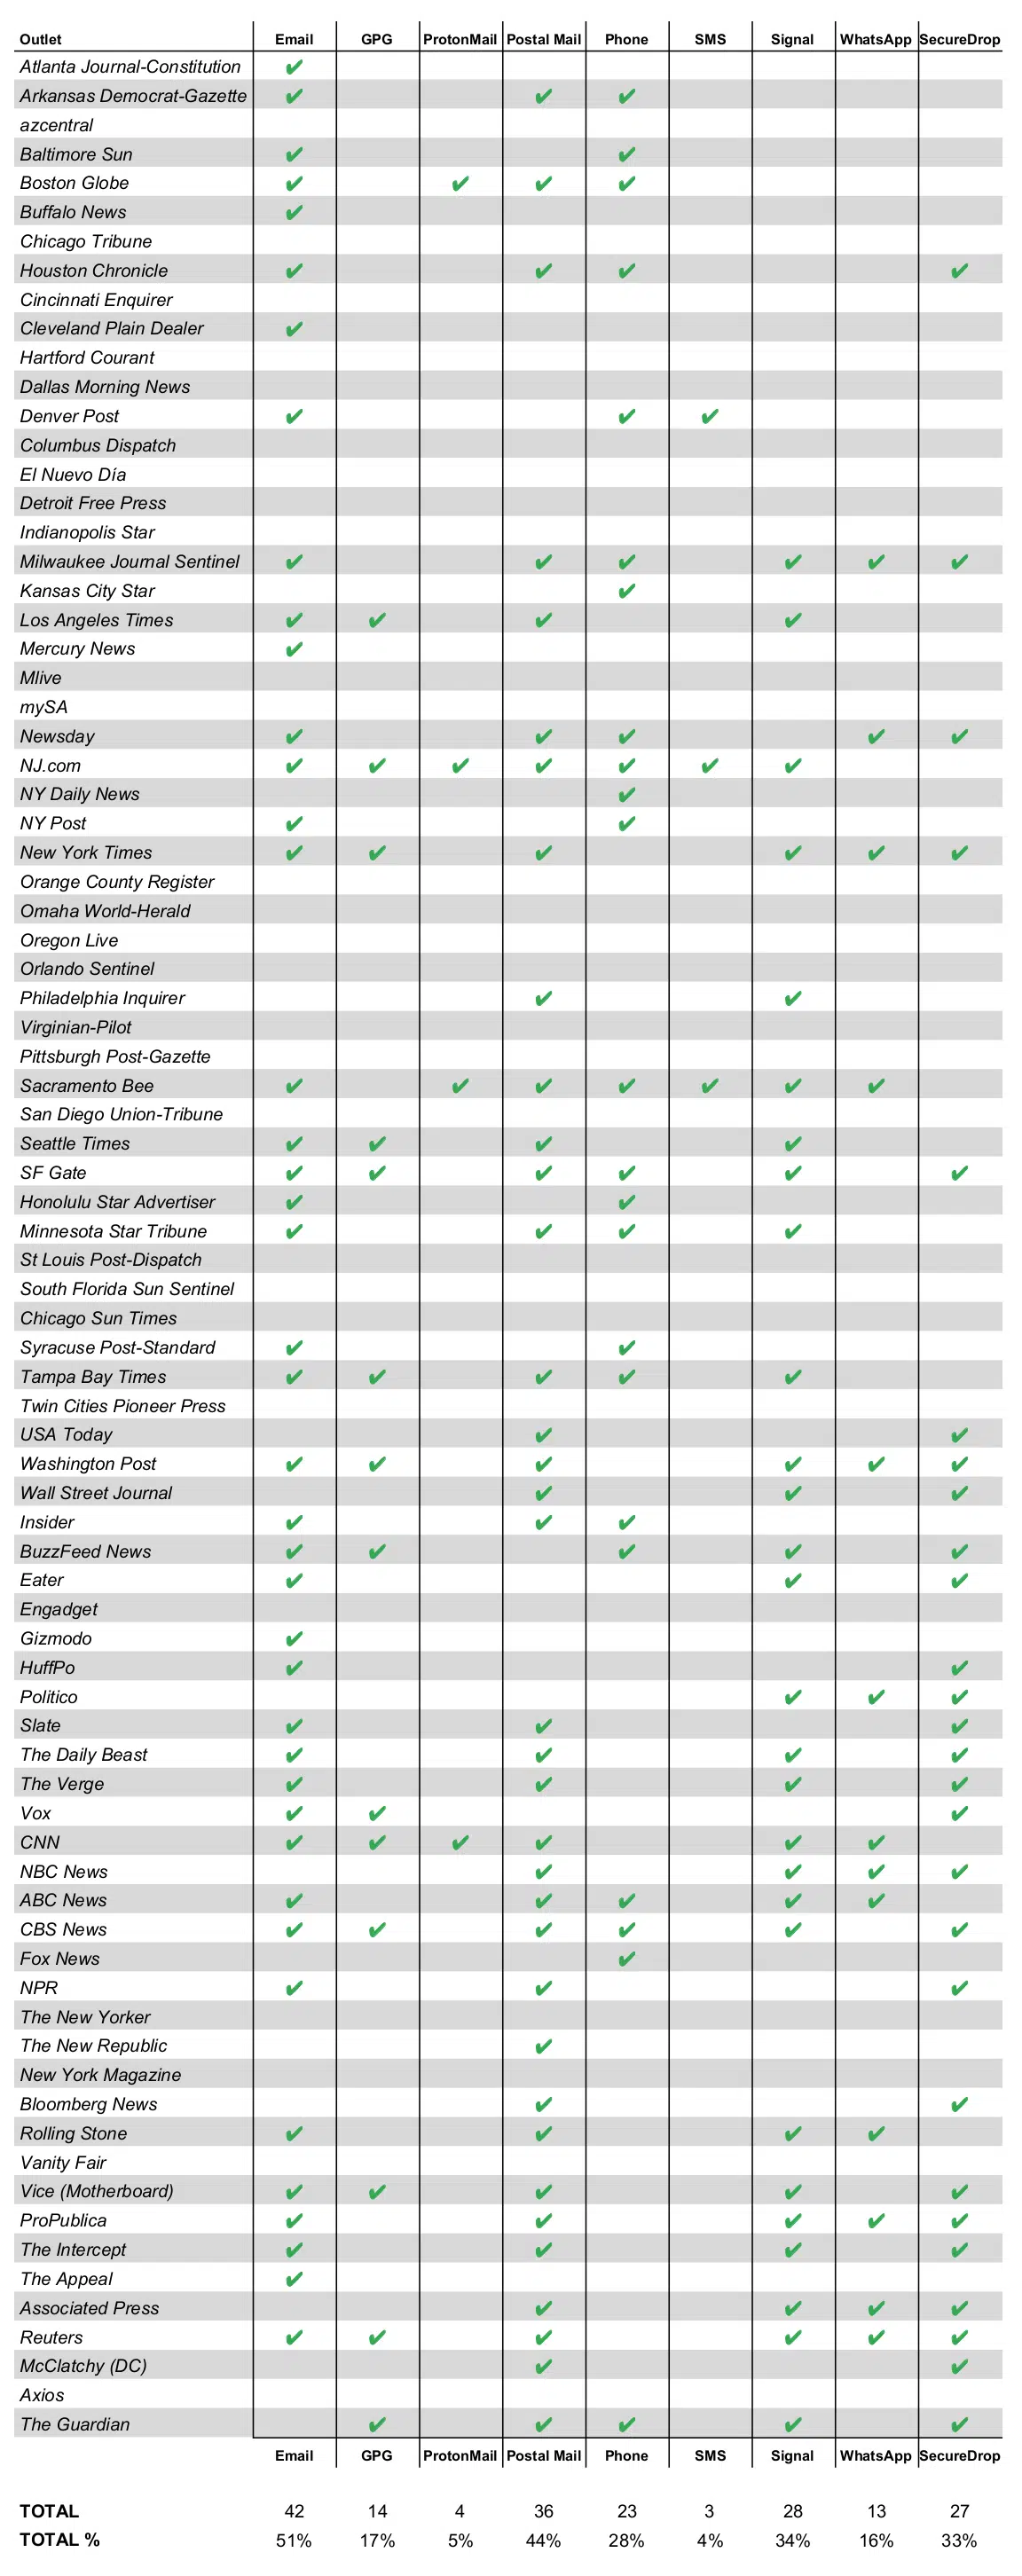 Outlet Email GPG ProtonMail Postal Mail Phone SMS Signal WhatsApp SecureDrop
Atlanta Journal-Constitution ✔
Arkansas Democrat-Gazette ✔ ✔ ✔
azcentral
Baltimore Sun ✔ ✔
Boston Globe ✔ ✔ ✔ ✔
Buffalo News ✔
Chicago Tribune
Houston Chronicle ✔ ✔ ✔ ✔
Cincinnati Enquirer
Cleveland Plain Dealer ✔
Hartford Courant
Dallas Morning News
Denver Post ✔ ✔ ✔
Columbus Dispatch
El Nuevo Día
Detroit Free Press
Indianopolis Star
Milwaukee Journal Sentinel ✔ ✔ ✔ ✔ ✔ ✔
Kansas City Star ✔
Los Angeles Times ✔ ✔ ✔ ✔
Mercury News ✔
Mlive
mySA
Newsday ✔ ✔ ✔ ✔ ✔
NJ.com ✔ ✔ ✔ ✔ ✔ ✔ ✔
NY Daily News ✔
NY Post ✔ ✔
New York Times ✔ ✔ ✔ ✔ ✔ ✔
Orange County Register
Omaha World-Herald
Oregon Live
Orlando Sentinel
Philadelphia Inquirer ✔ ✔
Virginian-Pilot
Pittsburgh Post-Gazette
Sacramento Bee ✔ ✔ ✔ ✔ ✔ ✔ ✔
San Diego Union-Tribune
Seattle Times ✔ ✔ ✔ ✔
SF Gate ✔ ✔ ✔ ✔ ✔ ✔
Honolulu Star Advertiser ✔ ✔
Minnesota Star Tribune ✔ ✔ ✔ ✔
St Louis Post-Dispatch
South Florida Sun Sentinel
Chicago Sun Times
Syracuse Post-Standard ✔ ✔
Tampa Bay Times ✔ ✔ ✔ ✔ ✔
Twin Cities Pioneer Press
USA Today ✔ ✔
Washington Post ✔ ✔ ✔ ✔ ✔ ✔
Wall Street Journal ✔ ✔ ✔
Insider ✔ ✔ ✔
BuzzFeed News ✔ ✔ ✔ ✔ ✔
Eater ✔ ✔ ✔
Engadget
Gizmodo ✔
HuffPo ✔ ✔
Politico ✔ ✔ ✔
Slate ✔ ✔ ✔
The Daily Beast ✔ ✔ ✔ ✔
The Verge ✔ ✔ ✔ ✔
Vox ✔ ✔ ✔
CNN ✔ ✔ ✔ ✔ ✔ ✔
NBC News ✔ ✔ ✔ ✔
ABC News ✔ ✔ ✔ ✔ ✔
CBS News ✔ ✔ ✔ ✔ ✔ ✔
Fox News ✔
NPR ✔ ✔ ✔
The New Yorker
The New Republic ✔
New York Magazine
Bloomberg News ✔ ✔
Rolling Stone ✔ ✔ ✔ ✔
Vanity Fair
Vice (Motherboard) ✔ ✔ ✔ ✔ ✔
ProPublica ✔ ✔ ✔ ✔ ✔
The Intercept ✔ ✔ ✔ ✔
The Appeal ✔
Associated Press ✔ ✔ ✔ ✔
Reuters ✔ ✔ ✔ ✔ ✔ ✔
McClatchy (DC) ✔ ✔
Axios
The Guardian ✔ ✔ ✔ ✔ ✔
Email GPG ProtonMail Postal Mail Phone SMS Signal WhatsApp SecureDrop
TOTAL 42 14 4 36 23 3 28 13 27
TOTAL % 51% 17% 5% 44% 28% 4% 34% 16% 33%